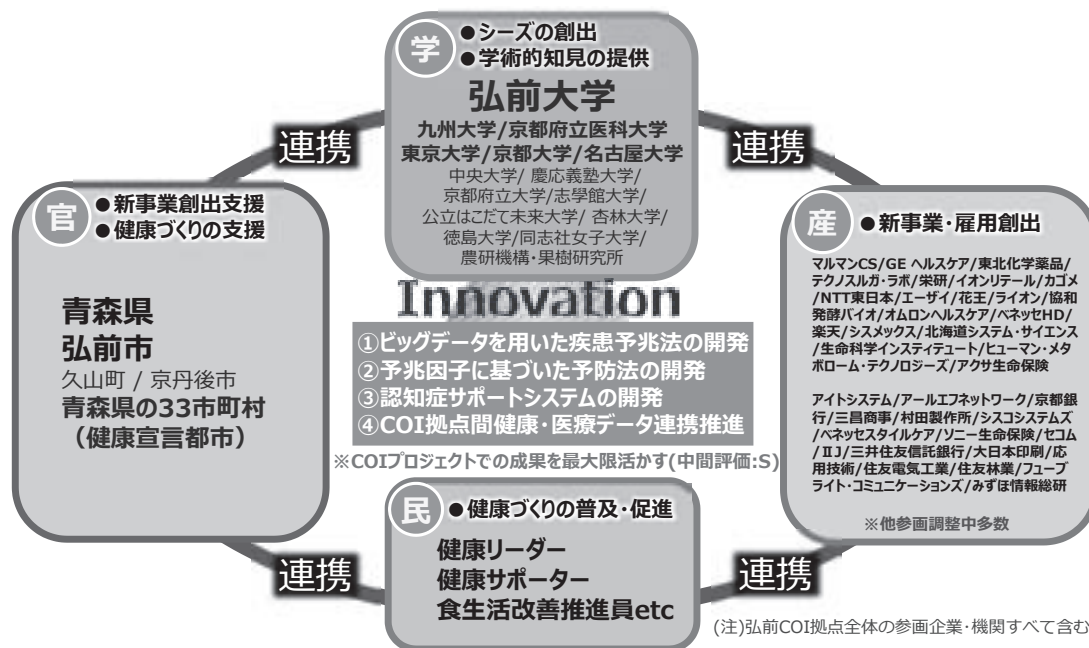 学
●シーズの創出
●学術的知見の提供
弘前大学
九州大学/京都府立医科大学
東京大学/京都大学/名古屋大学
中央大学/ 慶応義塾大学/
京都府立大学/志學館大学/
公立はこだて未来大学/ 杏林大学/
徳島大学/同志社女子大学/
農研機構・果樹研究所
連携
連携
官
●新事業創出支援
●健康づくりの支援
青森県
弘前市
久山町 / 京丹後市
青森県の33市町村
（健康宣言都市）
Innovation
①ビッグデータを用いた疾患予兆法の開発
②予兆因子に基づいた予防法の開発
③認知症サポートシステムの開発
④COI拠点間健康・医療データ連携推進
※COIプロジェクトでの成果を最大限活かす(中間評価:S)
産
●新事業・雇用創出
マルマンCS/GE ヘルスケア/東北化学薬品/
テクノスルガ・ラボ/栄研/イオンリテール/カゴメ
/NTT東日本/エーザイ/花王/ライオン/協和
発酵バイオ/オムロンヘルスケア/ベネッセHD/
楽天/シスメックス/北海道システム・サイエンス
/生命科学インスティテュート/ヒューマン・メタ
ボローム・テクノロジーズ/アクサ生命保険
アイトシステム/アールエフネットワーク/京都銀
行/三昌商事/村田製作所/シスコシステムズ
/ベネッセスタイルケア/ソニー生命保険/セコム
/IIJ/三井住友信託銀行/大日本印刷/応
用技術/住友電気工業/住友林業/フューブ
ライト・コミュニケーションズ/みずほ情報総研
※他参画調整中多数
民
●健康づくりの普及・促進
健康リーダー
健康サポーター
食生活改善推進員etc
連携
連携
(注)弘前COI拠点全体の参画企業・機関すべて含む